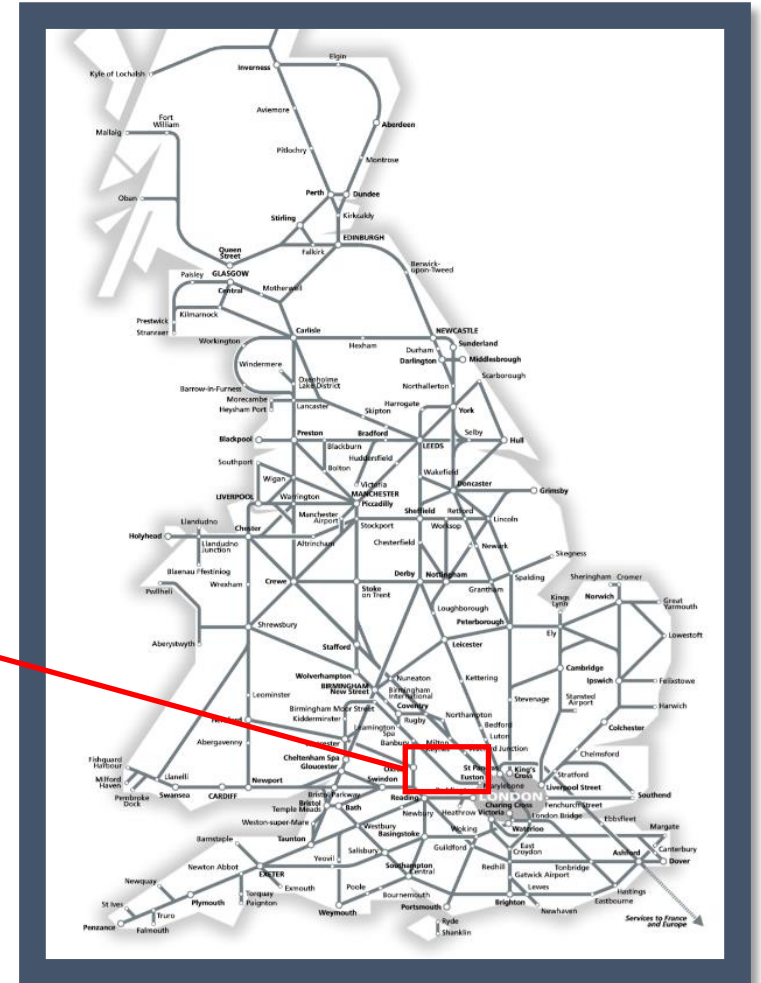 Elgin
Inverness
Kyle of Lochalsh
Aviemore
Fort
William
Mallaig
Aberdeen
Pitlochry
Montrose
Perth
Dundee
Oban
Stirling
Kirkcaldy
EDINBURGH
Queen
Street
Falkirk
Berwick-
upon-Tweed
Paisley
GLASGOW
Central
Motherwell
Prestwick
Kilmarnock
Stranraer
Carlisle
NEWCASTLE
Workington
Hexham
Sunderland
Durham
Darlington
Middlesbrough
Windermere
Scarborough
Oxenholme
Lake District
Barrow-in-Furness
Northallerton
Morecambe
Heysham Port
Lancaster
Harrogate
York
Skipton
Preston
Bradford
Selby
Blackpool
Blackburn
LEEDS
Hull
Huddersfield
Southport
Bolton
Wakefield
Wigan
Victoria
Doncaster
MANCHESTER
Grimsby
LIVERPOOL
Warrington
Piccadilly
Manchester
Airport
Sheffield
Retford
Llandudno
Stockport
Worksop
Lincoln
Holyhead
Chester
Llandudno
Junction
Altrincham
Chesterfield
Newark
Skegness
Blaenau Ffestiniog
Derby
Nottingham
Wrexham
Crewe
Stoke
on Trent
Spalding
Sheringham
Cromer
Pwllheli
Grantham
Kings
Lynn
Norwich
Great
Yarmouth
Loughborough
Peterborough
Shrewsbury
Ely
Lowestoft
Aberystwyth
Stafford
Leicester
Cambridge
Wolverhampton
Nuneaton
Kettering
BIRMINGHAM
New Street
Birmingham
International
Ipswich
Felixstowe
Leominster
Coventry
Stevenage
Stansted
Airport
Birmingham Moor Street
Rugby
Northampton
Harwich
Kidderminster
Leamington
Spa
Bedford
Colchester
Abergavenny
Banbury
Milton
Luton
Junction
Chelmsford
Cheltenham Spa
Gloucester
St Pancras
King's
Cross
Fishguard
Harbour
Euston
Stratford
Llanelli
Newport
Swindon
Marylebone
Liverpool Street
Milford
Haven
Pembroke
Dock
Swansea
CARDIFF
Bristol Parkway
Reading
LONDON
Southend
Bristol
Temple Meads
Bath
Charing Cross
Fenchurch Street
Newbury
Heathrow
Victoria
London Bridge
Ebbsfleet
Weston-super-Mare
Westbury
Basingstoke
Woking
Waterloo
Margate
Barnstaple
Taunton
Salisbury
Guildford
East
Croydon
Canterbury
Yeovil
Newton Abbot
Southampton
Central
Redhill
Tonbridge
Ashford
Dover
EXETER
Gatwick Airport
Newquay
Exmouth
Poole
Lewes
Hastings
Torquay
Paignton
Bournemouth
Eastbourne
St Ives
Plymouth
Weymouth
Portsmouth
Brighton
Newhaven
Truro
Penzance
Falmouth
Ryde
Shanklin
Services to France
and Europe